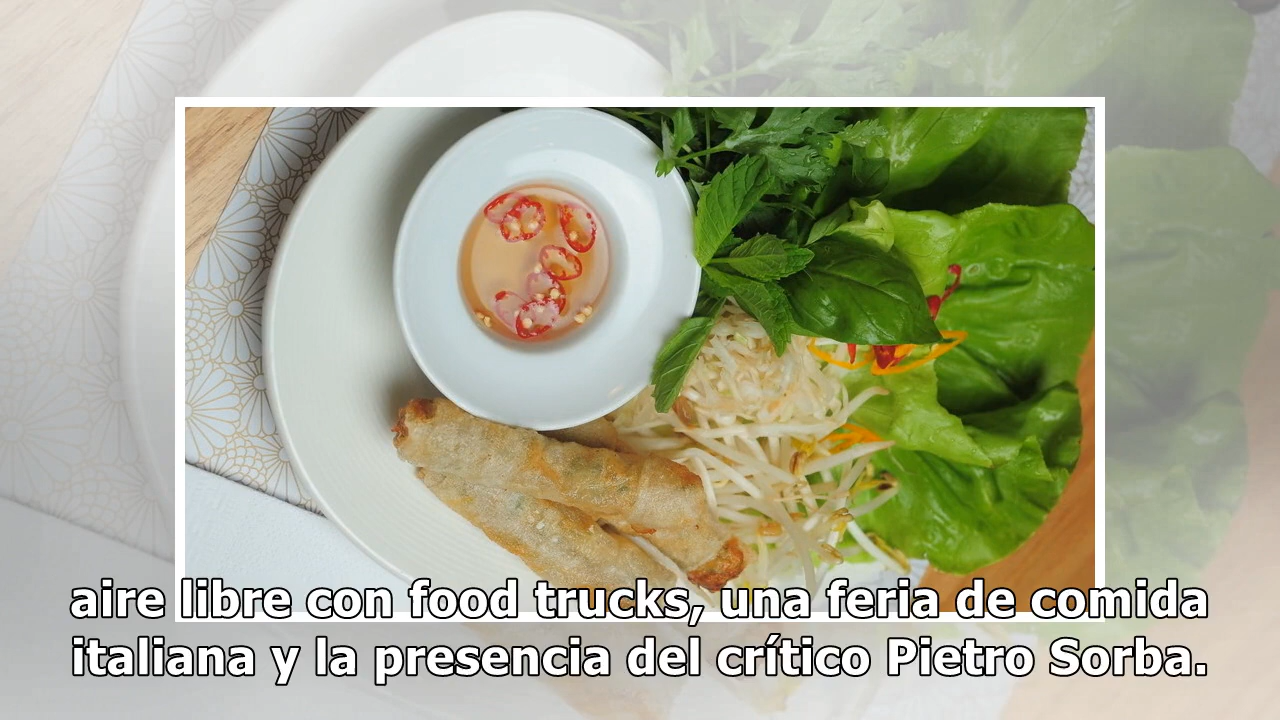 aire libre con food trucks, una feria de comida
italiana y la presencia del crítico Pietro Sorba.